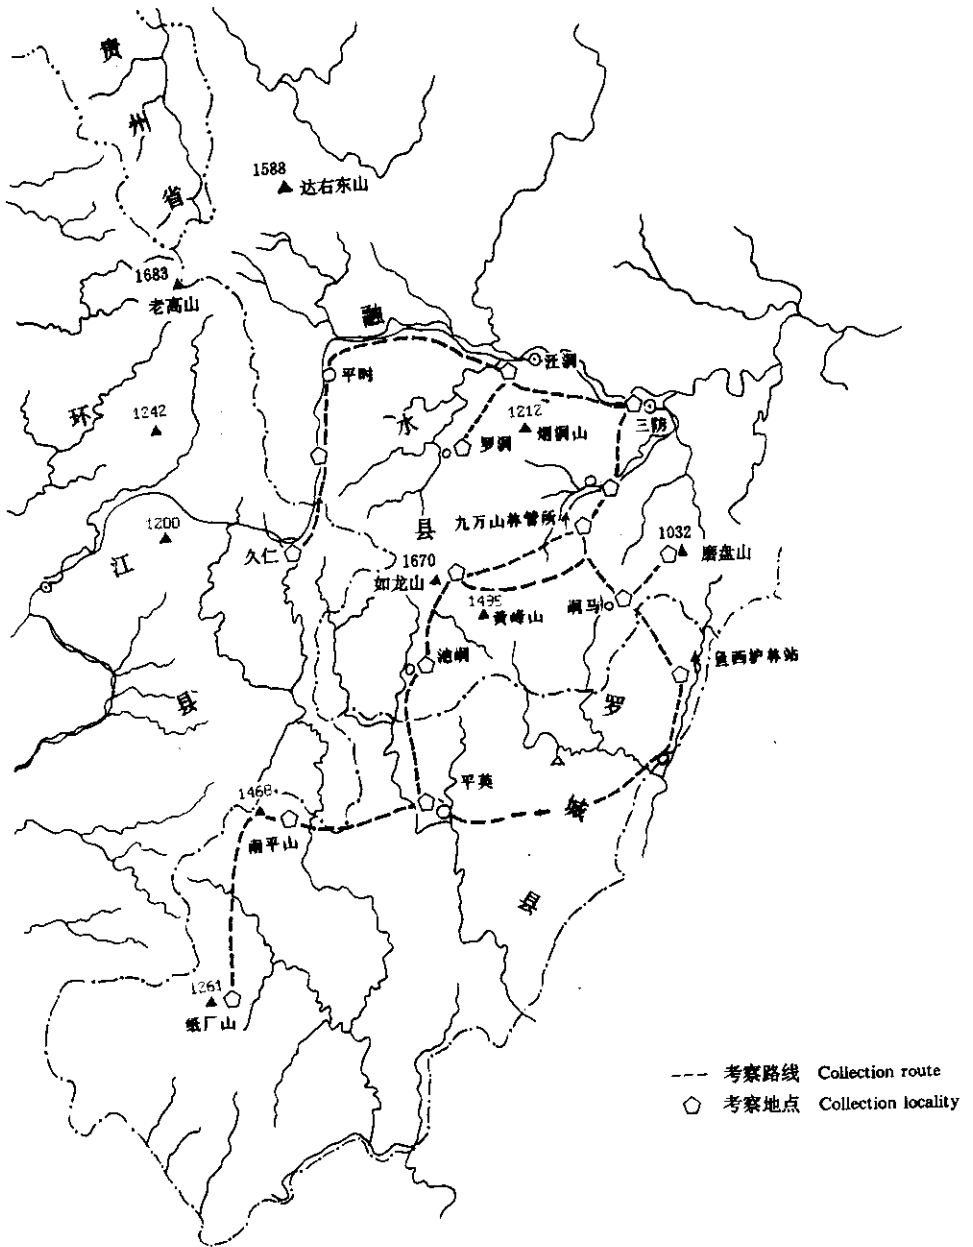 贵
州
省
1588
达右东山
1683
老高山
融
汪洞
平时
环
1242
水
1212
烟洞山
三防
罗洞
九万山林管所
县
1200
江
久仁
1032
磨盘山
1670
如龙山
1495
黄峰山
峒马
池峒
鱼西护林站
县
罗
平英
1468
城
南平山
县
1261
纸厂山
考察路线 Collection route
考察地点 Collection locality